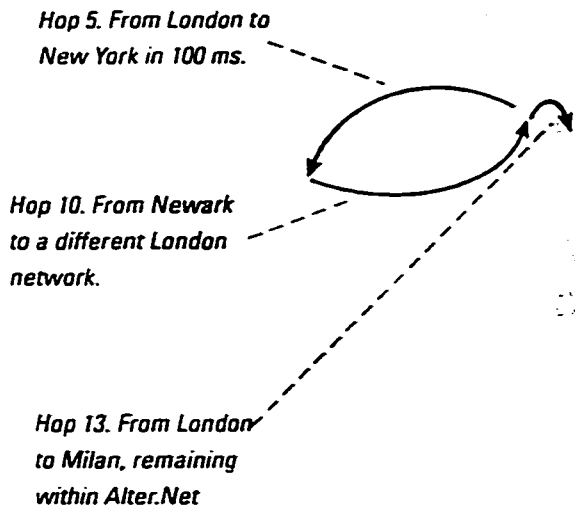 Hop 5. From London to
New York in 100 ms.
Hop 10. From Newark
to a different London
network.
Hop 13. From London
to Milan, remaining
within Alter.Net